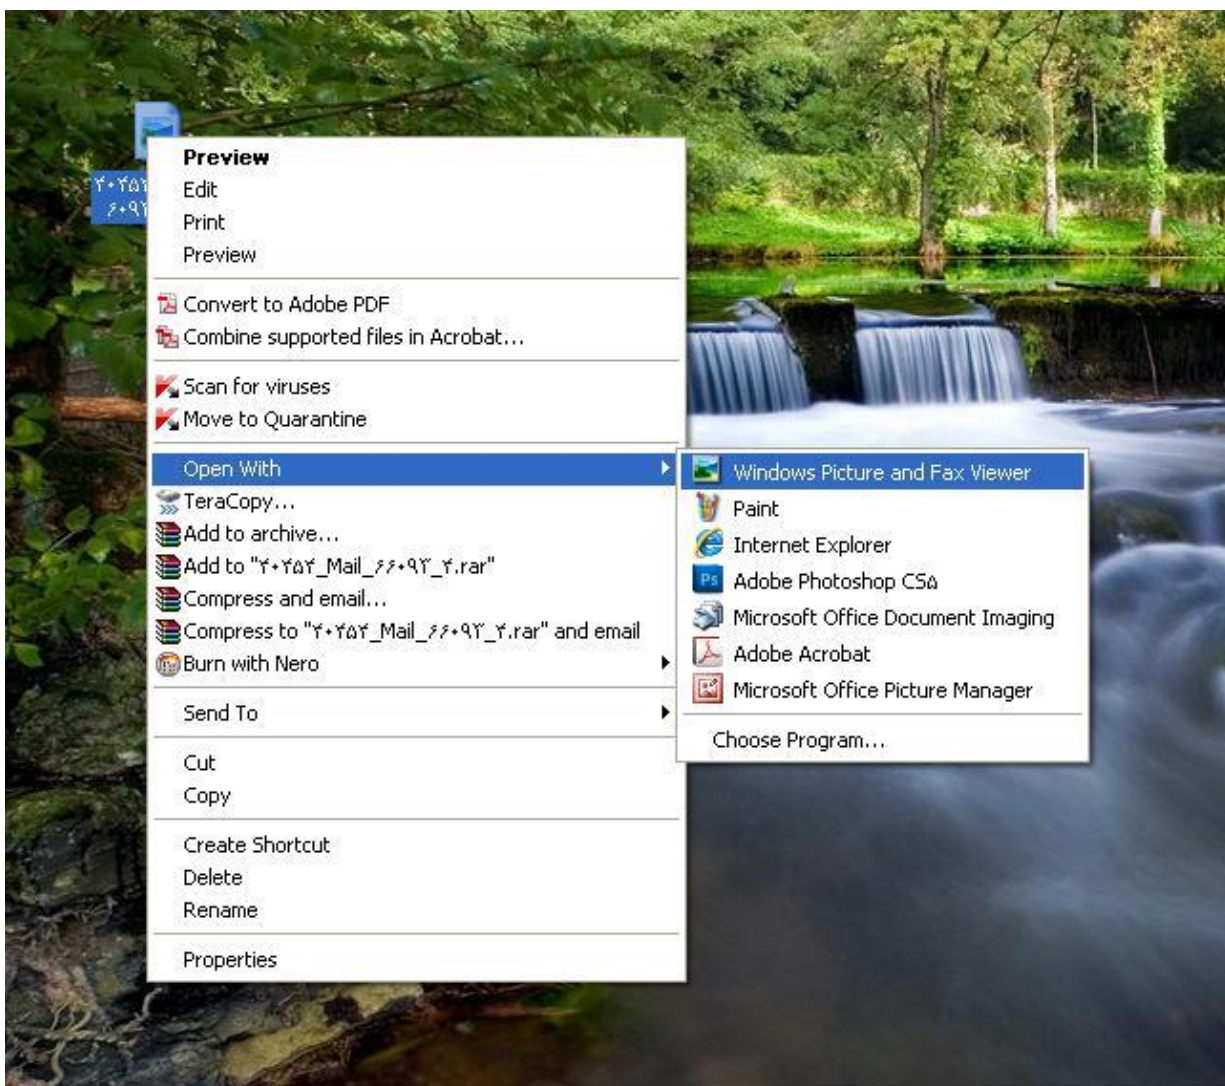 Preview
Edit
Print
Preview
Convert to Adobe PDF
Combine supported files in Acrobat...
Scan for viruses
Move to Quarantine
Open With
TeraCopy...
Add to archive...
Add to "۴۰۴۵۴_Mail_۶۶۰۹۳_۴.rar"
Compress and email...
Compress to "۴۰۴۵۴_Mail_۶۶۰۹۳_۴.rar" and email
Burn with Nero
Send To
Cut
Copy
Create Shortcut
Delete
Rename
Properties
Windows Picture and Fax Viewer
Paint
Internet Explorer
Adobe Photoshop CS۵
Microsoft Office Document Imaging
Adobe Acrobat
Microsoft Office Picture Manager
Choose Program...